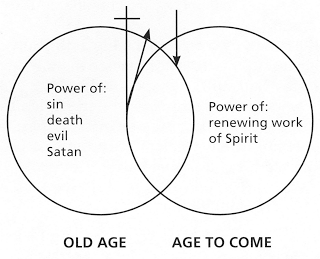 Power of:
sin
death
evil
Satan
Power of:
renewing work
of Spirit
OLD AGE
AGE TO COME